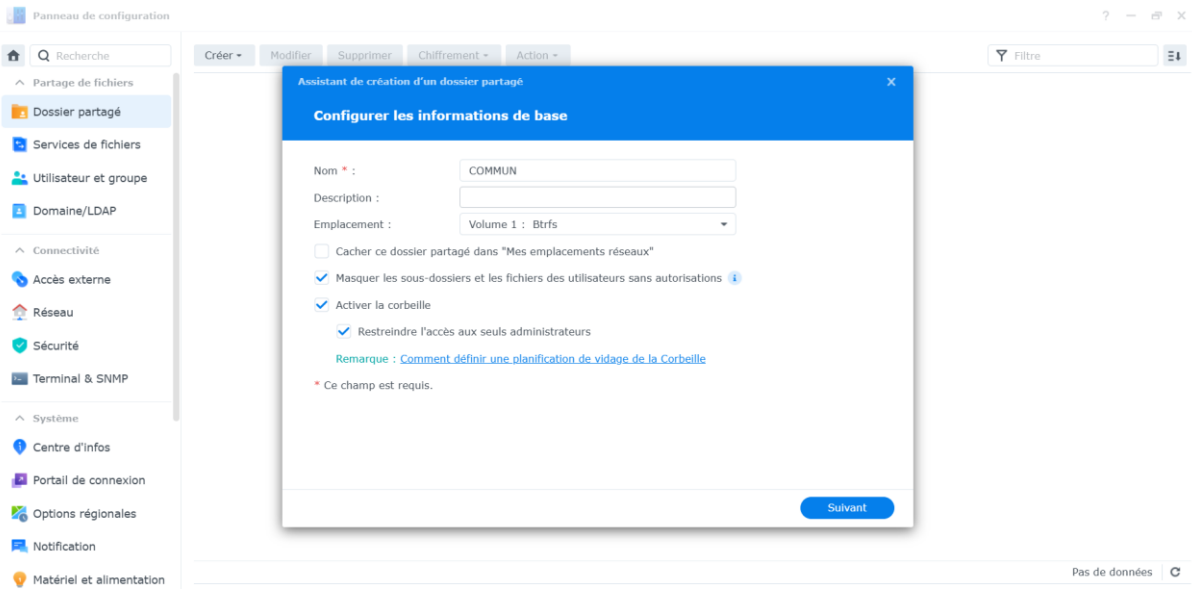 Panneau de configuration
Recherche
Créer
Modifier
Supprimer
Chiffrement
Action
Filtre
Partage de fichiers
Dossier partagé
Services de fichiers
Utilisateur et groupe
Domaine/LDAP
Connectivité
Accès externe
Réseau
Sécurité
Terminal & SNMP
Système
Centre d'infos
Portail de connexion
Options régionales
Notification
Matériel et alimentation
Assistant de création d'un dossier partagé
Configurer les informations de base
Nom * :
COMMUN
Description :
Emplacement :
Volume 1 : Btrfs
Cacher ce dossier partagé dans "Mes emplacements réseaux"
Masquer les sous-dossiers et les fichiers des utilisateurs sans autorisations
Activer la corbeille
Restreindre l'accès aux seuls administrateurs
Remarque : Comment définir une planification de vidage de la Corbeille
* Ce champ est requis.
Suivant
Pas de données